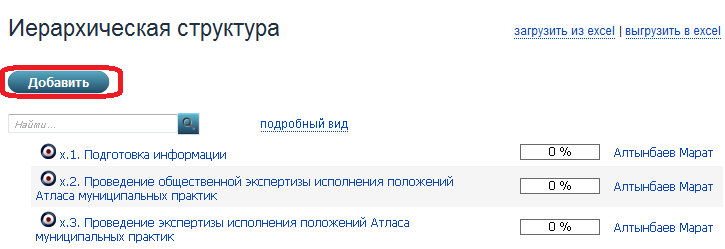 Иерархическая структура
загрузить из excel | выгрузить в excel
Добавить
Найти...
подробный вид
х.1. Подготовка информации 0 % Алтынбаев Марат
х.2. Проведение общественной экспертизы исполнения положений 0 % Алтынбаев Марат
Атласа муниципальных практик
х.3. Проведение экспертизы исполнения положений Атласа 0 % Алтынбаев Марат
муниципальных практик